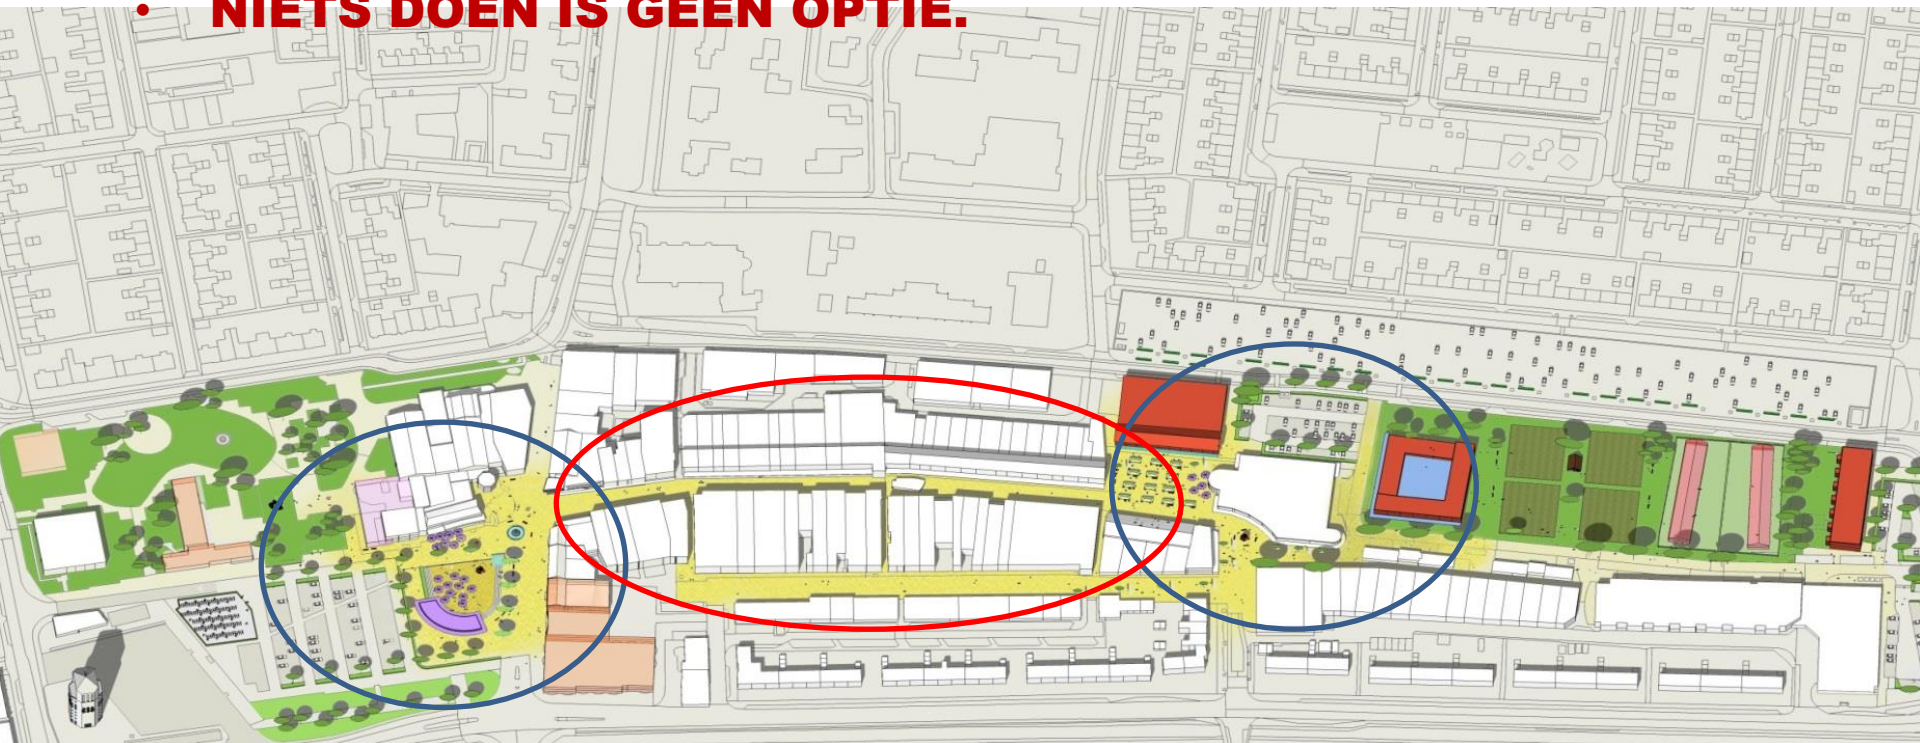 • NIETS DOEN IS GEEN OPTIE.